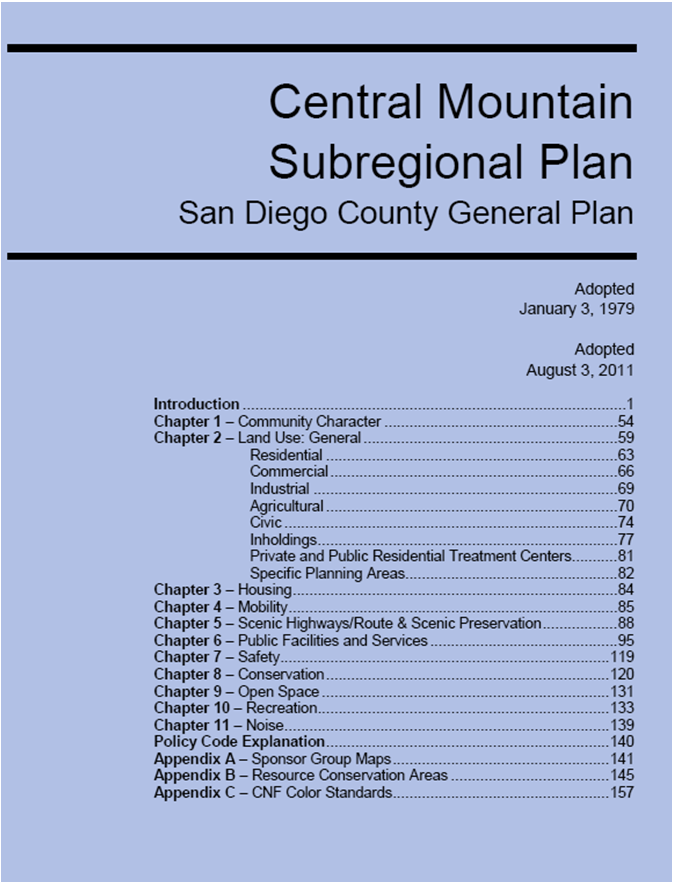 Central Mountain
Subregional Plan
San Diego County General Plan
Adopted
January 3, 1979
Adopted
August 3, 2011
Introduction ........................................................................................1
Chapter 1 – Community Character ......................................................54
Chapter 2 – Land Use: General ...........................................................59
Residential ...................................................................63
Commercial..................................................................66
Industrial ......................................................................69
Agricultural...................................................................70
Civic .............................................................................74
Inholdings.....................................................................77
Private and Public Residential Treatment Centers..........81
Specific Planning Areas.................................................82
Chapter 3 – Housing...........................................................................84
Chapter 4 – Mobility............................................................................85
Chapter 5 – Scenic Highways/Route & Scenic Preservation.................88
Chapter 6 – Public Facilities and Services ...........................................95
Chapter 7 – Safety............................................................................119
Chapter 8 – Conservation..................................................................120
Chapter 9 – Open Space ...................................................................131
Chapter 10 – Recreation....................................................................133
Chapter 11 – Noise...........................................................................139
Policy Code Explanation....................................................................140
Appendix A – Sponsor Group Maps....................................................141
Appendix B – Resource Conservation Areas ......................................145
Appendix C – CNF Color Standards...................................................157